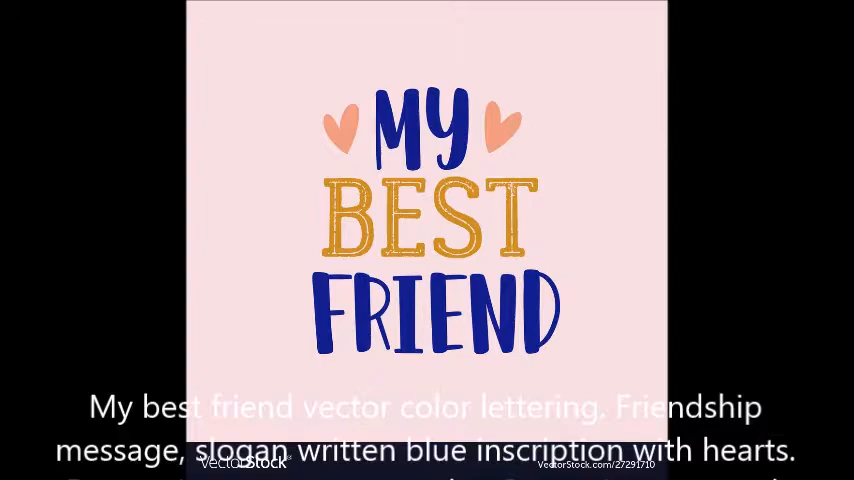 MY
BEST
FRIEND
My best friend vector color lettering. Friendship
message, slogan written blue inscription with hearts.
VectorStock
VectorStock.com/27291710